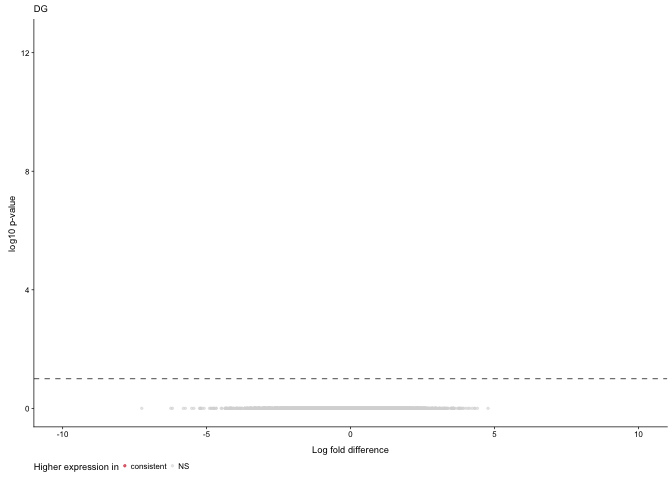 DG
12
8
4
0
log10 p-value
-10 -5 0 5 10
Log fold difference
Higher expression in consistent NS